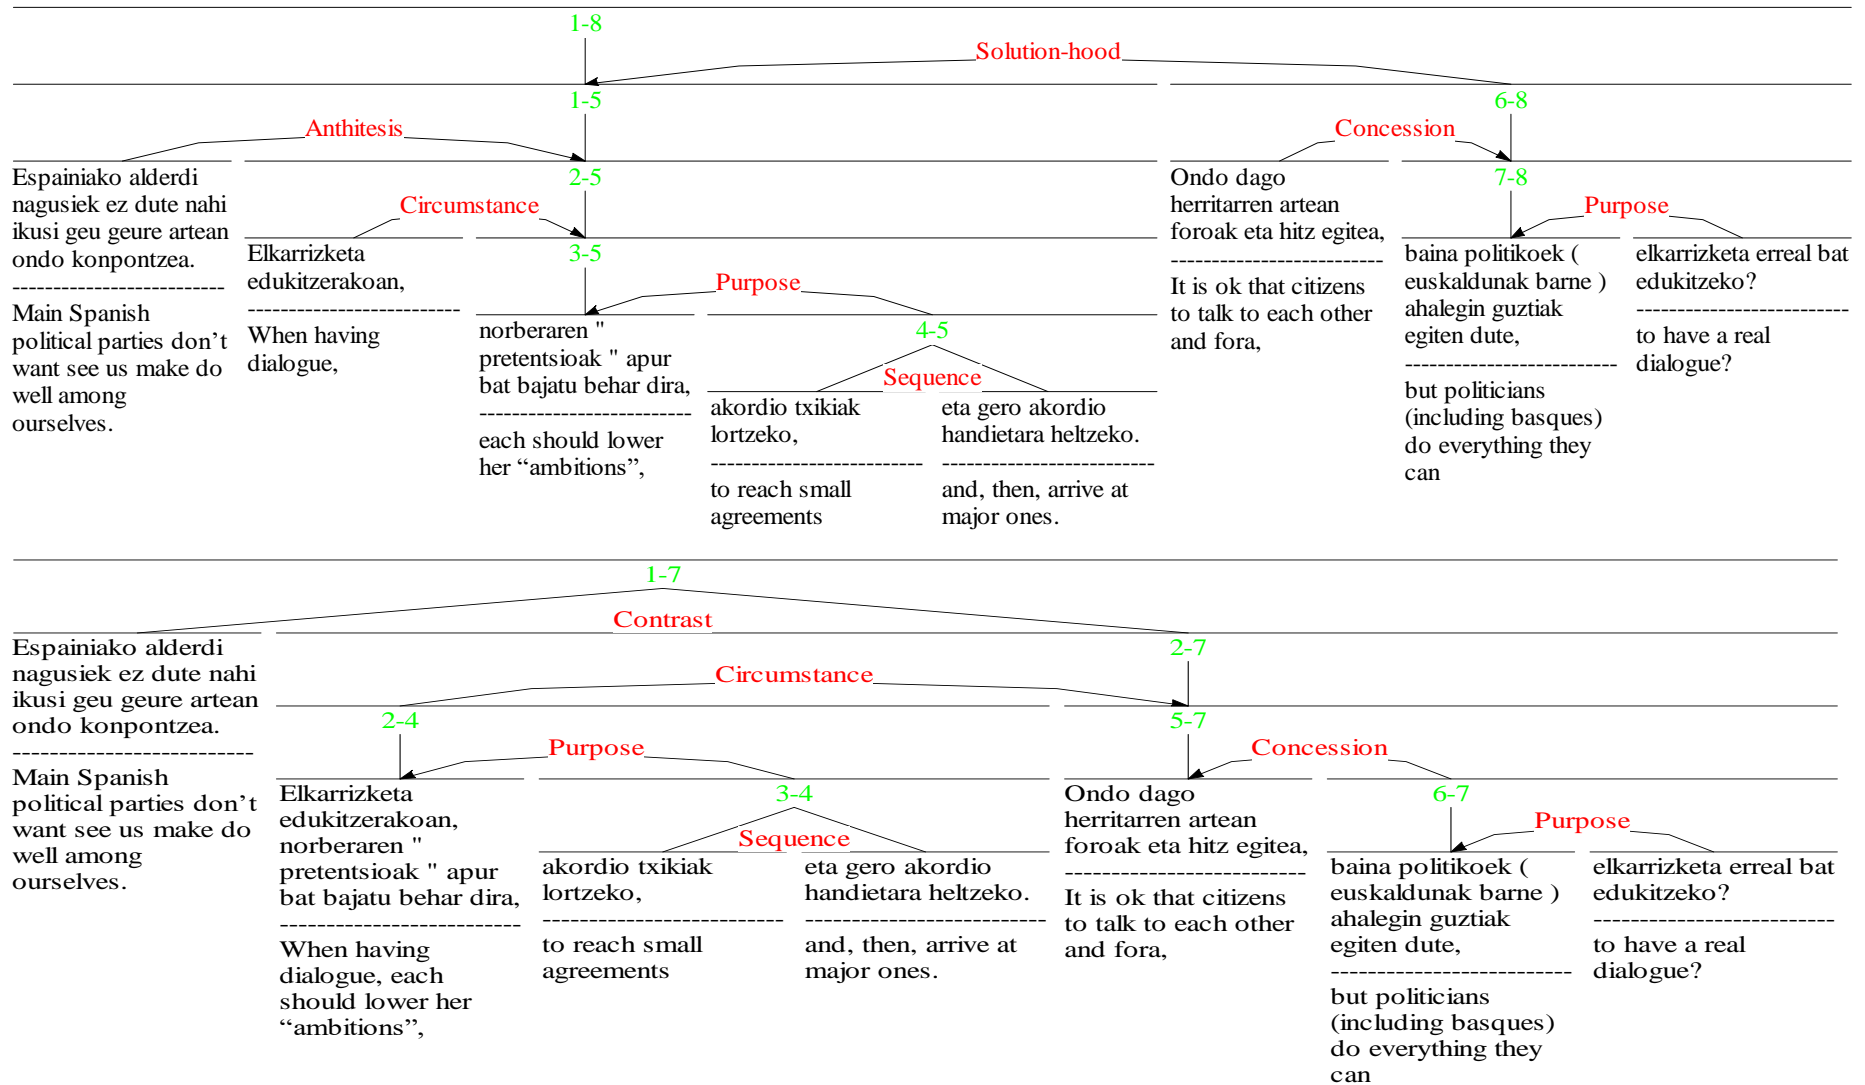 1-8
Solution-hood
1-5
6-8
Anthitesis
Concession
Espainiako alderdi
nagusiek ez dute nahi
ikusi geu geure artean
ondo konpontzea.
--------------------------
Main Spanish
political parties don’t
want see us make do
well among
ourselves.
2-5
Circumstance
Elkarrizketa
edukitzerakoan,
--------------------------
When having
dialogue,
3-5
Purpose
norberaren "
pretentsioak " apur
bat bajatu behar dira,
--------------------------
each should lower
her “ambitions”,
4-5
Sequence
akordio txikiak
lortzeko,
--------------------------
to reach small
agreements
eta gero akordio
handietara heltzeko.
--------------------------
and, then, arrive at
major ones.
Ondo dago
herritarren artean
foroak eta hitz egitea,
--------------------------
It is ok that citizens
to talk to each other
and fora,
7-8
Purpose
baina politikoek (
euskaldunak barne )
ahalegin guztiak
egiten dute,
--------------------------
but politicians
(including basques)
do everything they
can
elkarrizketa erreal bat
edukitzeko?
--------------------------
to have a real
dialogue?
1-7
Contrast
Espainiako alderdi
nagusiek ez dute nahi
ikusi geu geure artean
ondo konpontzea.
--------------------------
Main Spanish
political parties don’t
want see us make do
well among
ourselves.
2-7
Circumstance
2-4
5-7
Purpose
Concession
Elkarrizketa
edukitzerakoan,
norberaren "
pretentsioak " apur
bat bajatu behar dira,
--------------------------
When having
dialogue, each
should lower her
“ambitions”,
3-4
Sequence
akordio txikiak
lortzeko,
--------------------------
to reach small
agreements
eta gero akordio
handietara heltzeko.
--------------------------
and, then, arrive at
major ones.
Ondo dago
herritarren artean
foroak eta hitz egitea,
--------------------------
It is ok that citizens
to talk to each other
and fora,
6-7
Purpose
baina politikoek (
euskaldunak barne )
ahalegin guztiak
egiten dute,
--------------------------
but politicians
(including basques)
do everything they
can
elkarrizketa erreal bat
edukitzeko?
--------------------------
to have a real
dialogue?